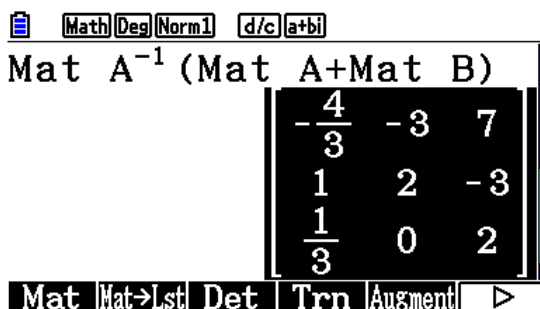 Math Deg Norm1 d/c a+bi
Mat A⁻¹(Mat A+Mat B)
-4/3 -3 7
1 2 -3
1/3 0 2
Mat Mat→Lst Det Trn Augment ▷